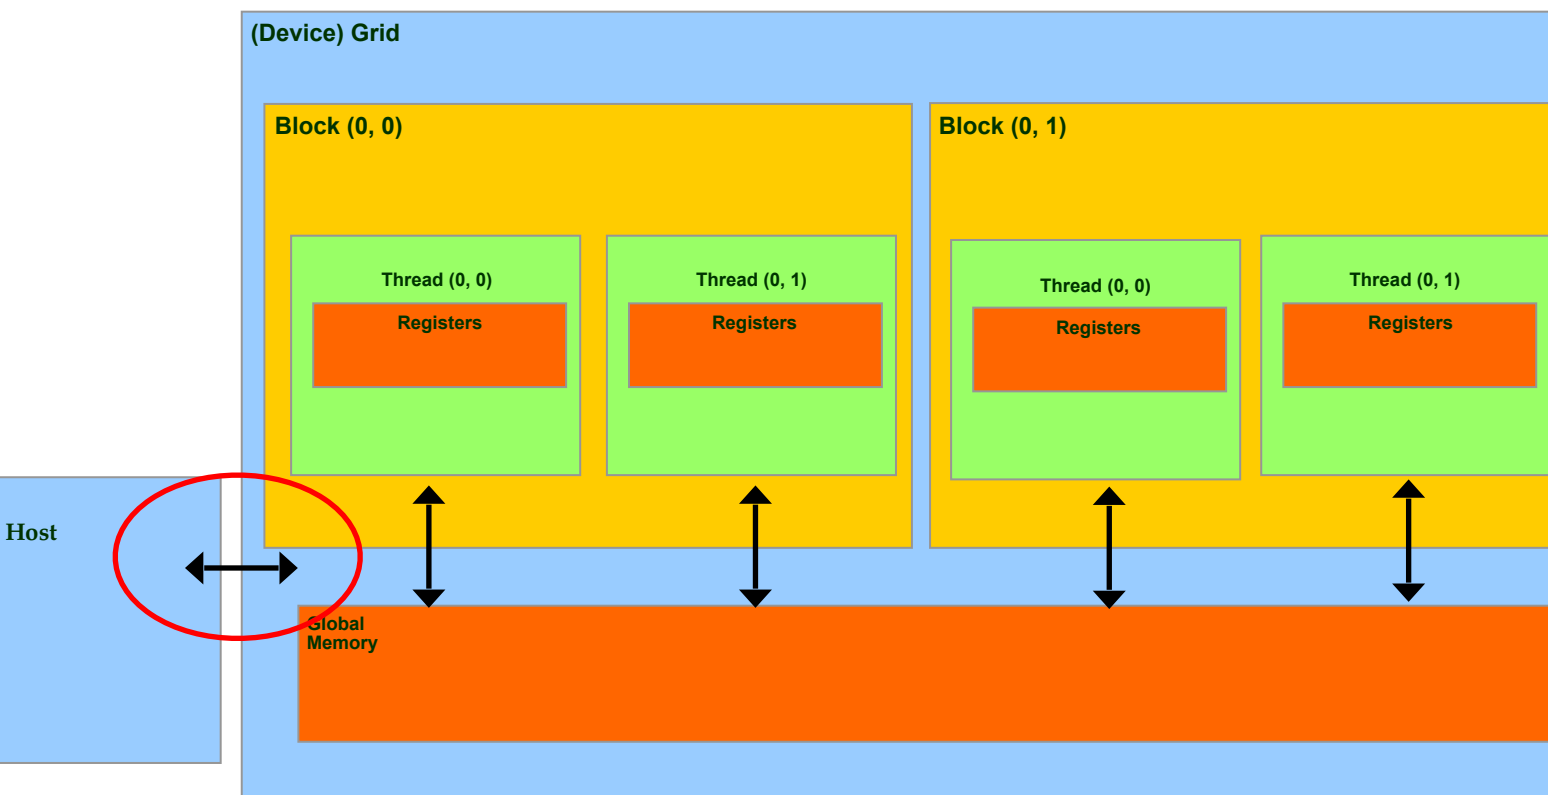 (Device) Grid
Block (0, 0)
Block (0, 1)
Thread (0, 0)
Registers
Thread (0, 1)
Registers
Thread (0, 0)
Registers
Thread (0, 1)
Registers
Host
Global
Memory